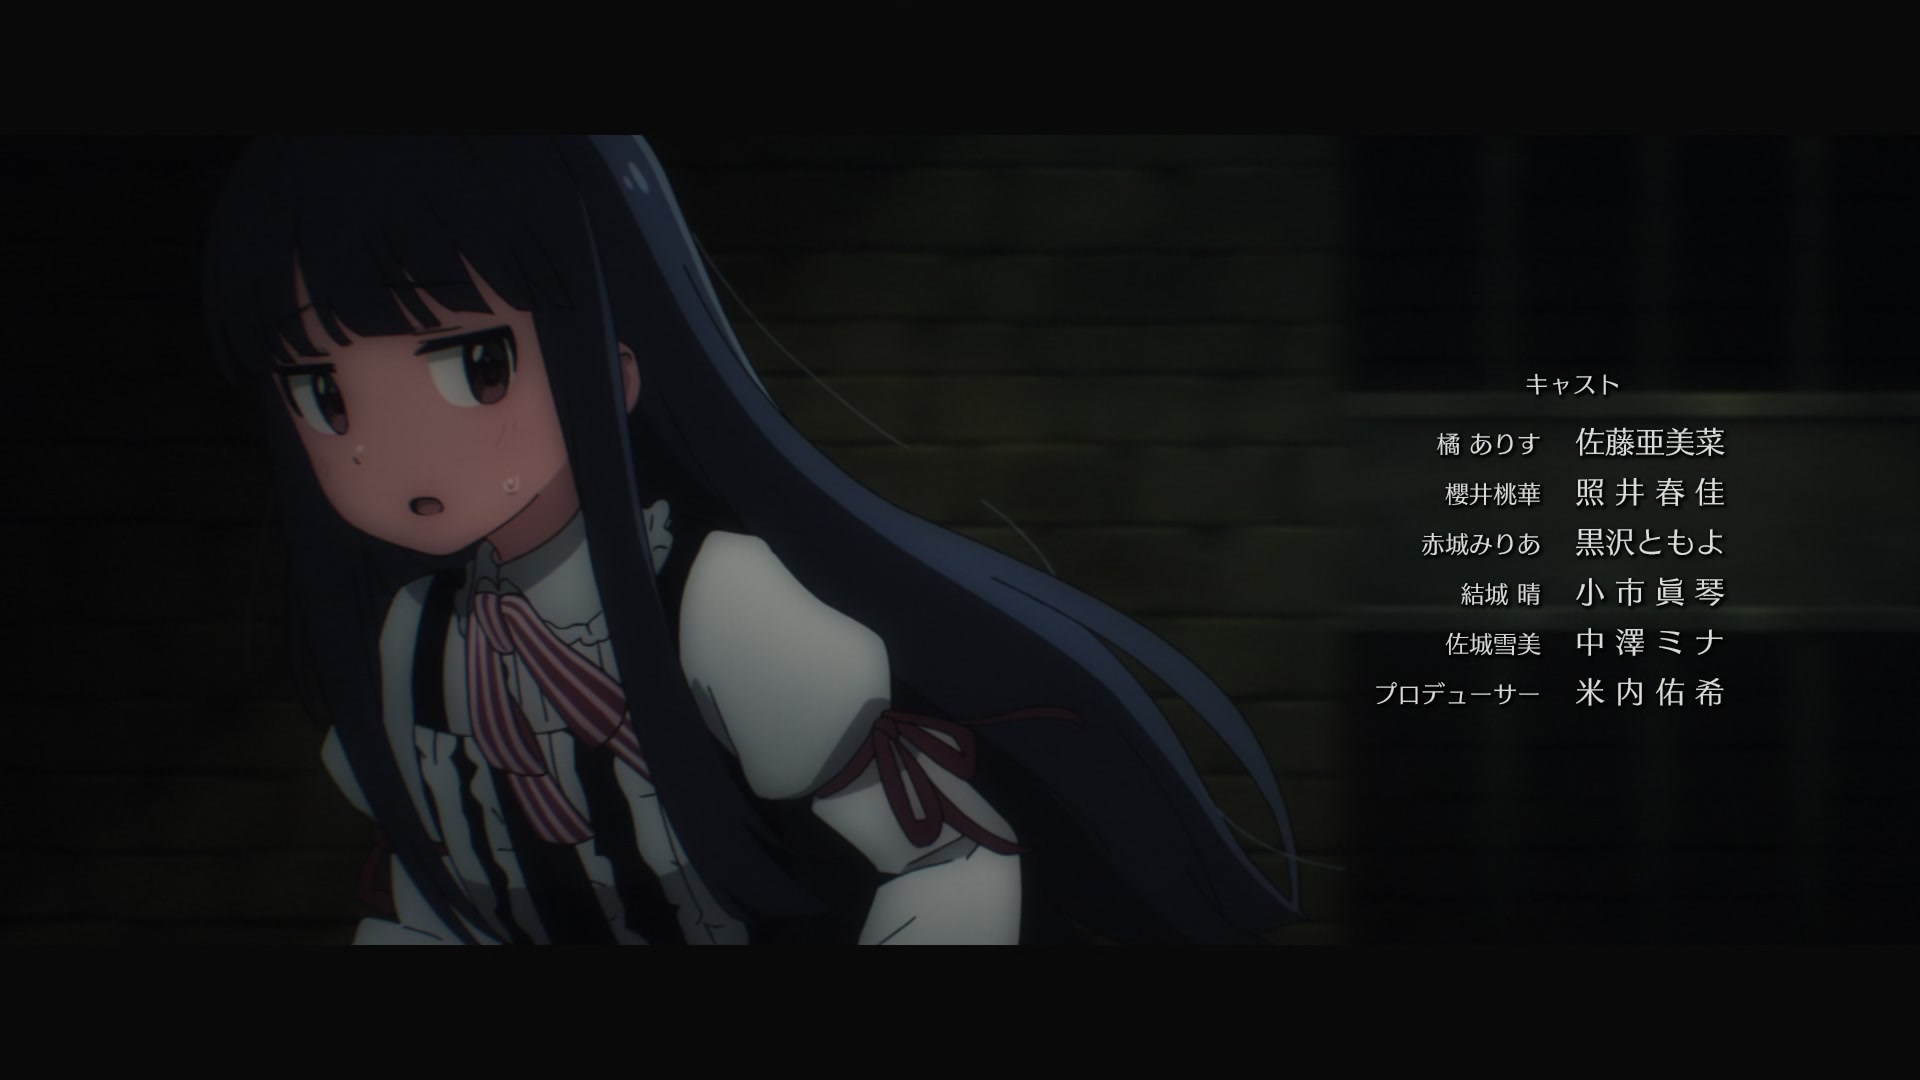 キャスト
橘 ありす 佐藤亜美菜
櫻井桃華 照井春佳
赤城みりあ 黒沢ともよ
結城 晴 小市眞琴
佐城雪美 中澤ミナ
プロデューサー 米内佑希